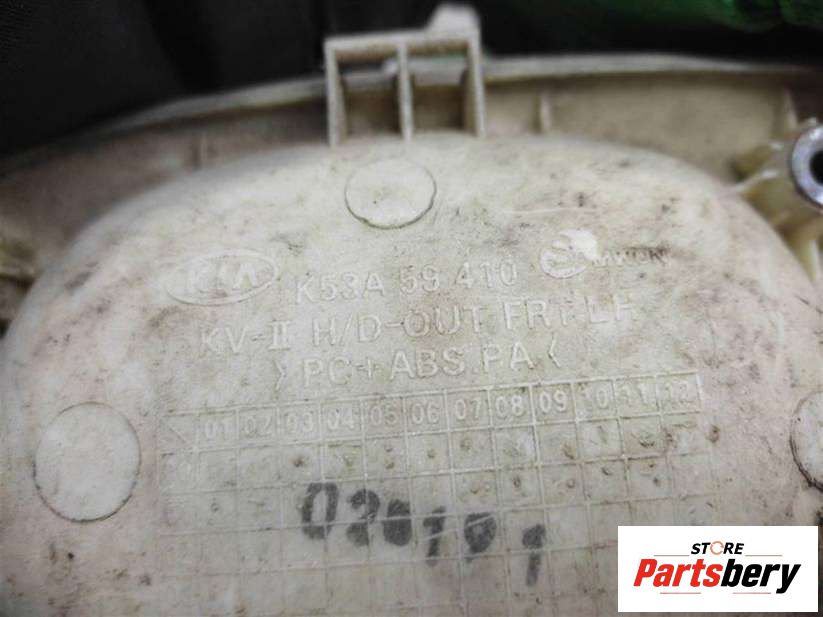 KIA K53A 59 410
KV-II H/D-OUT FRT LH
>PC+ABS.PA<
01 02 03 04 05 06 07 08 09 10 11 12
STORE
Partsbery